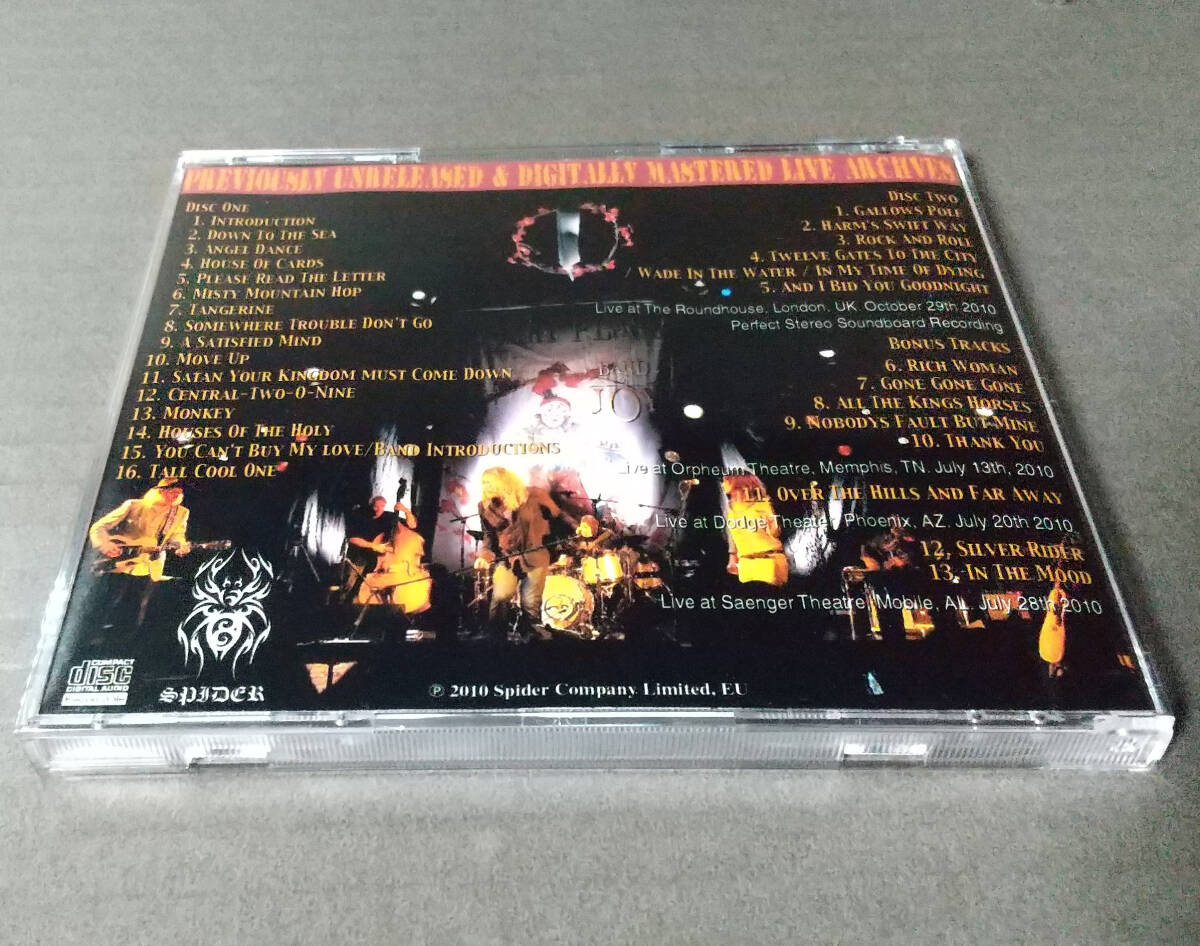 PREVIOUSLY UNRELEASED & DIGITALLY MASTERED LIVE ARCHIVES
DISC ONE
1. INTRODUCTION
2. DOWN TO THE SEA
3. ANGEL DANCE
4. HOUSE OF CARDS
5. PLEASE READ THE LETTER
6. MISTY MOUNTAIN HOP
7. TANGERINE
8. SOMEWHERE TROUBLE DON'T GO
9. A SATISFIED MIND
10. MOVE UP
11. SATAN YOUR KINGDOM MUST COME DOWN
12. CENTRAL-TWO-O-NINE
13. MONKEY
14. HOUSES OF THE HOLY
15. YOU CAN'T BUY MY LOVE/BAND INTRODUCTIONS
16. TALL COOL ONE
DISC TWO
1. GALLOWS POLE
2. HARM'S SWIFT WAY
3. ROCK AND ROLL
4. TWELVE GATES TO THE CITY
/ WADE IN THE WATER / IN MY TIME OF DYING
5. AND I BID YOU GOODNIGHT
Live at The Roundhouse, London, UK. October 29th 2010
Perfect Stereo Soundboard Recording
BONUS TRACKS
6. RICH WOMAN
7. GONE GONE GONE
8. ALL THE KINGS HORSES
9. NOBODYS FAULT BUT MINE
10. THANK YOU
Live at Orpheum Theatre, Memphis, TN. July 13th, 2010
11. OVER THE HILLS AND FAR AWAY
Live at Dodge Theater, Phoenix, AZ. July 20th 2010,
12, SILVER RIDER
13. IN THE MOOD
Live at Saenger Theatre, Mobile, AL. July 28th 2010
BAND
JO
COMPACT
disc
DIGITAL AUDIO
SPIDER
℗ 2010 Spider Company Limited, EU